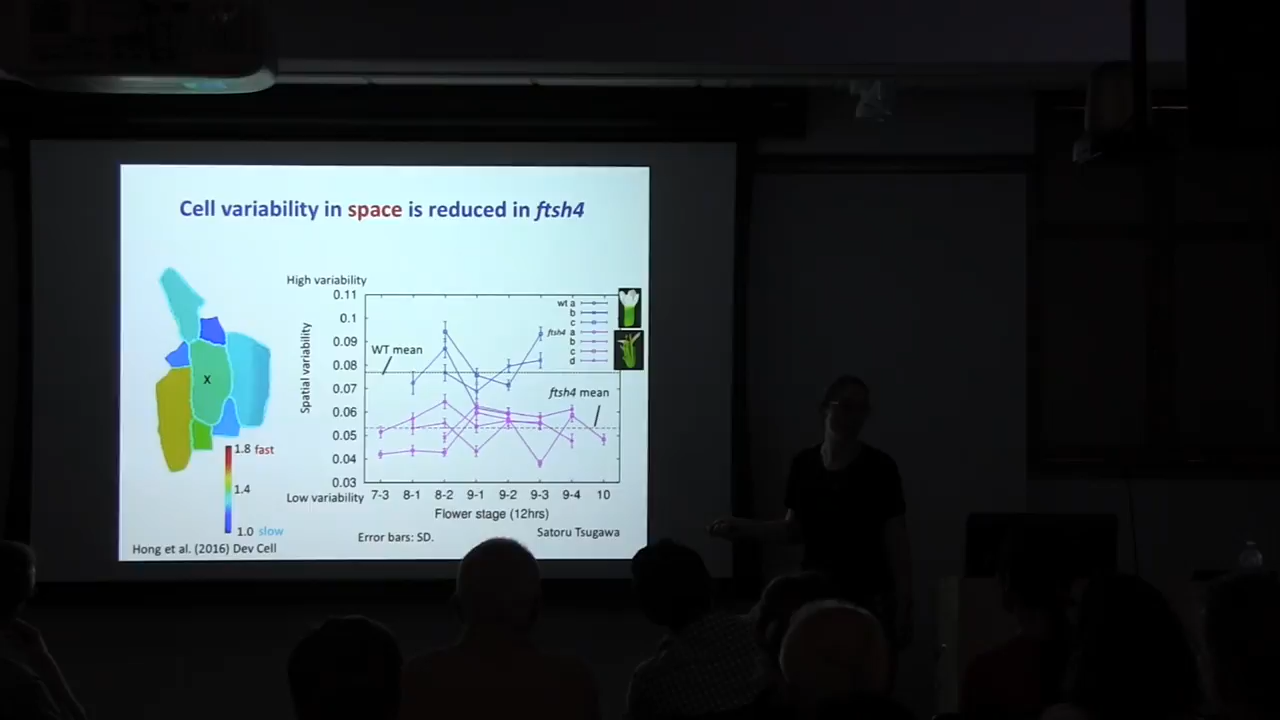 Cell variability in space is reduced in ftsh4
High variability
0.11
0.1
0.09
0.08
0.07
0.06
0.05
0.04
0.03
Spatial variability
WT mean
wt a
b
c
ftsh4 a
b
c
d
ftsh4 mean
X
1.8 fast
1.4
1.0 slow
Low variability
7-3 8-1 8-2 9-1 9-2 9-3 9-4 10
Flower stage (12hrs)
Error bars: SD.
Satoru Tsugawa
Hong et al. (2016) Dev Cell